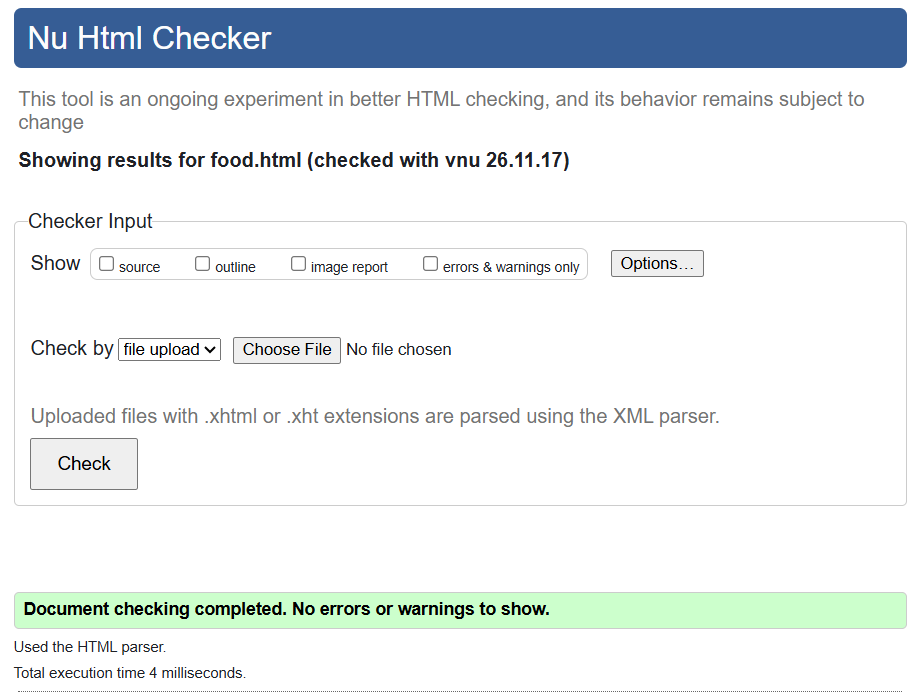 Nu Html Checker
This tool is an ongoing experiment in better HTML checking, and its behavior remains subject to
change
Showing results for food.html (checked with vnu 26.11.17)
Checker Input
Show source outline image report errors & warnings only Options…
Check by file upload Choose File No file chosen
Uploaded files with .xhtml or .xht extensions are parsed using the XML parser.
Check
Document checking completed. No errors or warnings to show.
Used the HTML parser.
Total execution time 4 milliseconds.